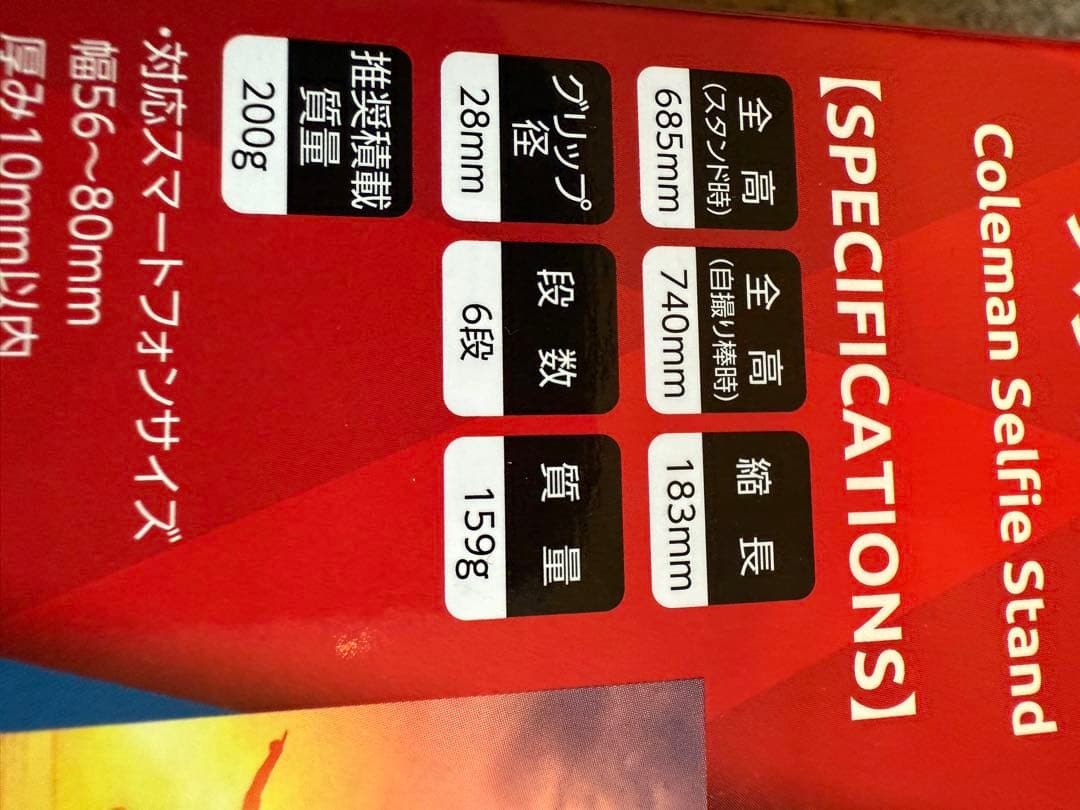 Coleman Selfie Stand
【SPECIFICATIONS】
全高
(スタンド時)
685mm
全高
(自撮り棒時)
740mm
縮長
183mm
グリップ
径
28mm
段数
6段
質量
159g
推奨積載
質量
200g
・対応スマートフォンサイズ
幅56～80mm
厚み10mm以内